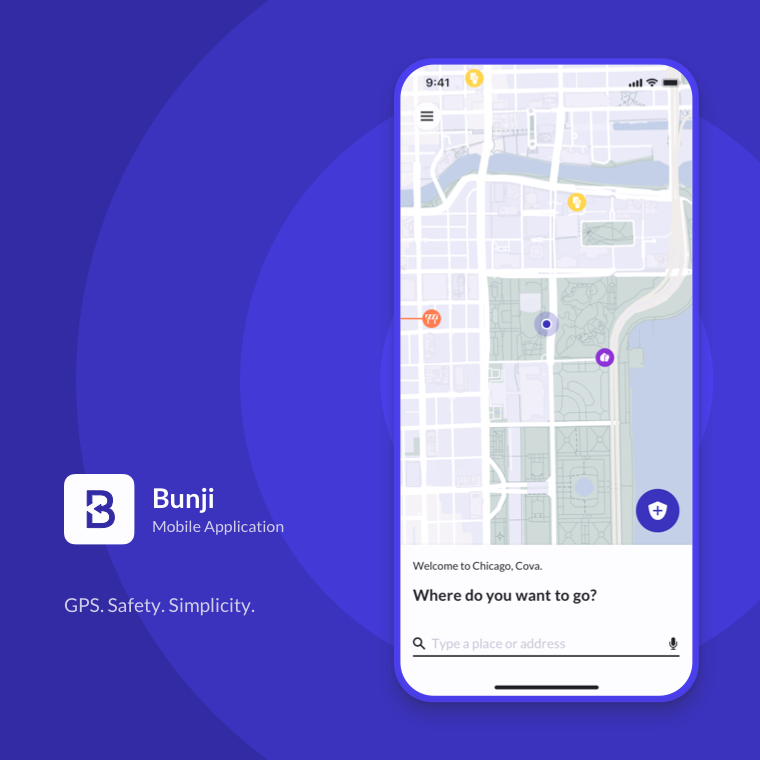 9:41
B
Bunji
Mobile Application
GPS. Safety. Simplicity.
Welcome to Chicago, Cova.
Where do you want to go?
Type a place or address